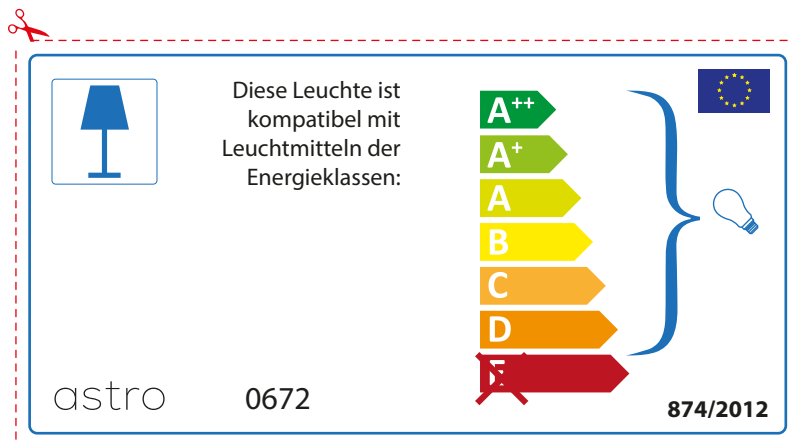 Diese Leuchte ist
kompatibel mit
Leuchtmitteln der
Energieklassen:
A++
A+
A
B
C
D
E
astro
0672
874/2012